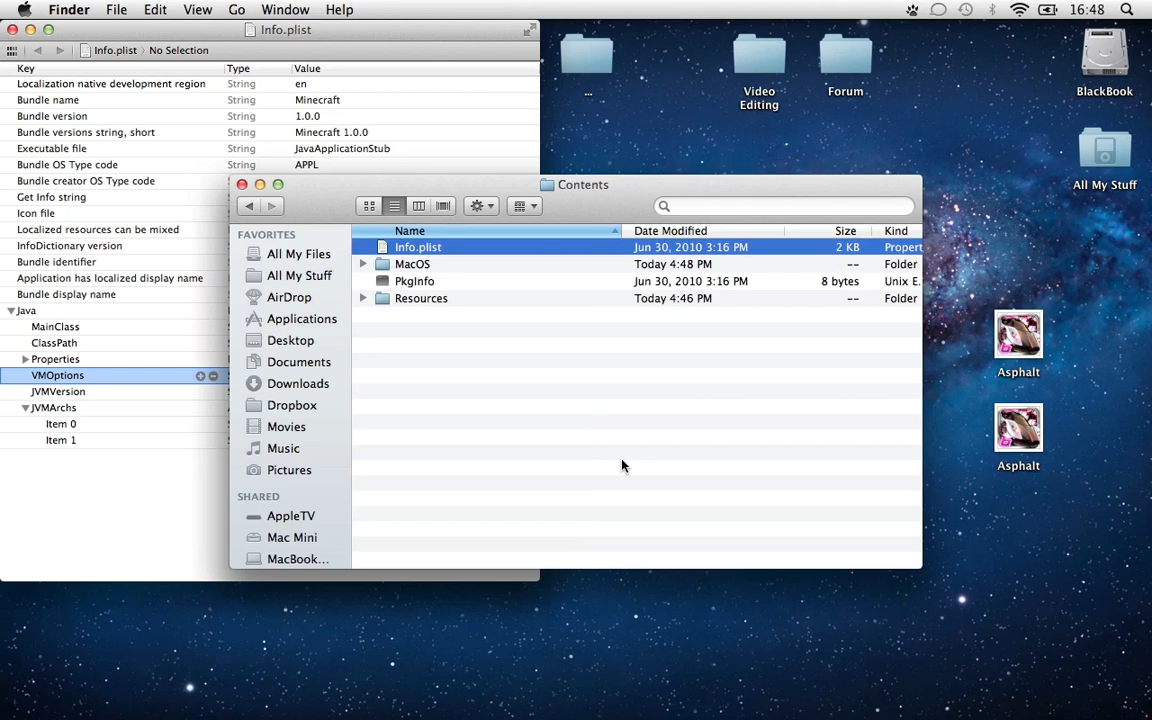 Finder File Edit View Go Window Help 16:48
Info.plist
Info.plist No Selection
Key Type Value
Localization native development region String en
Bundle name String Minecraft
Bundle version String 1.0.0
Bundle versions string, short String Minecraft 1.0.0
Executable file String JavaApplicationStub
Bundle OS Type code String APPL
Bundle creator OS Type code
Get Info string
Icon file
Localized resources can be mixed
InfoDictionary version
Bundle identifier
Application has localized display name
Bundle display name
Java
MainClass
ClassPath
Properties
VMOptions
JVMVersion
JVMArchs
Item 0
Item 1
Contents
FAVORITES
All My Files
All My Stuff
AirDrop
Applications
Desktop
Documents
Downloads
Dropbox
Movies
Music
Pictures
SHARED
AppleTV
Mac Mini
MacBook...
Name Date Modified Size Kind
Info.plist Jun 30, 2010 3:16 PM 2 KB Propert
MacOS Today 4:48 PM -- Folder
PkgInfo Jun 30, 2010 3:16 PM 8 bytes Unix E.
Resources Today 4:46 PM -- Folder
...
Video
Editing
Forum
BlackBook
All My Stuff
Asphalt
Asphalt